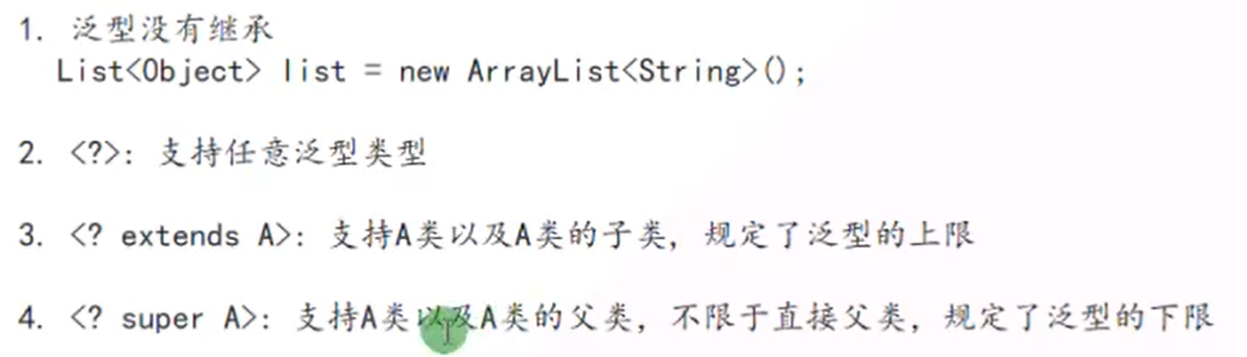 1. 泛型没有继承
List<Object> list = new ArrayList<String>();
2. <?>: 支持任意泛型类型
3. <? extends A>: 支持A类以及A类的子类，规定了泛型的上限
4. <? super A>: 支持A类以及A类的父类，不限于直接父类，规定了泛型的下限